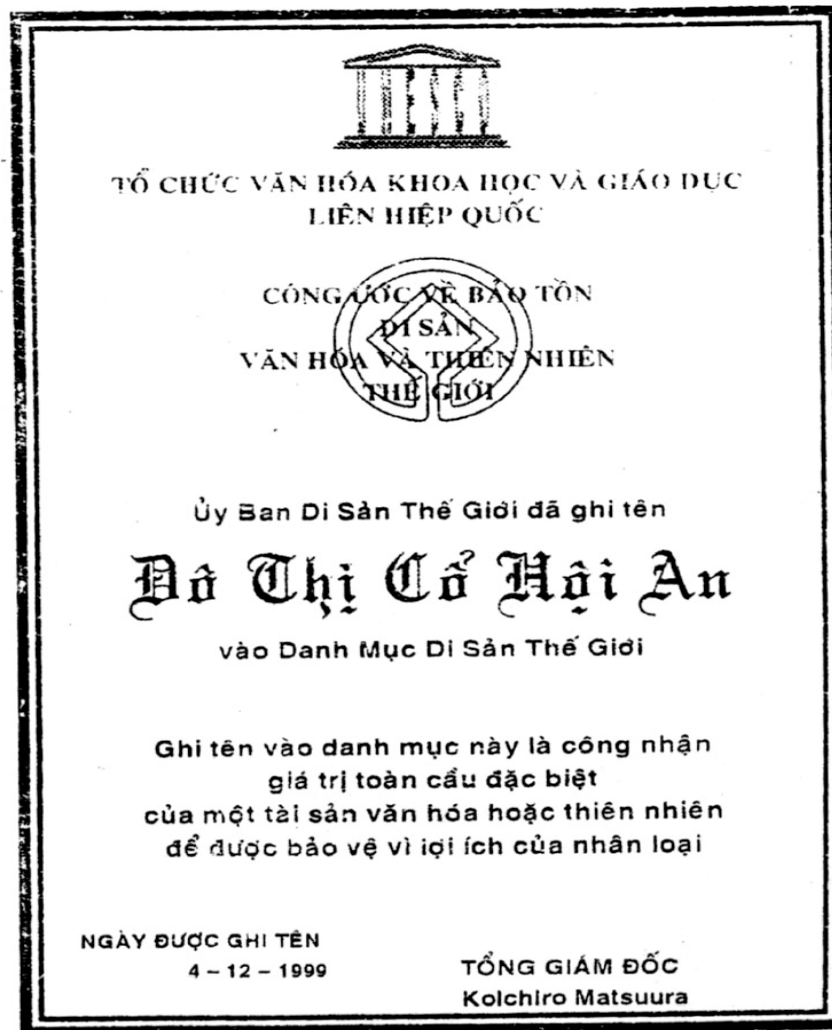 UNESCO
TỔ CHỨC VĂN HÓA KHOA HỌC VÀ GIÁO DỤC
LIÊN HIỆP QUỐC
CÔNG ƯỚC VỀ BẢO TỒN
DI SẢN
VĂN HÓA VÀ THIÊN NHIÊN
THẾ GIỚI
Ủy Ban Di Sản Thế Giới đã ghi tên
Đô Thị Cổ Hội An
vào Danh Mục Di Sản Thế Giới
Ghi tên vào danh mục này là công nhận
giá trị toàn cầu đặc biệt
của một tài sản văn hóa hoặc thiên nhiên
để được bảo vệ vì lợi ích của nhân loại
NGÀY ĐƯỢC GHI TÊN
4 – 12 – 1999
TỔNG GIÁM ĐỐC
Koichiro Matsuura